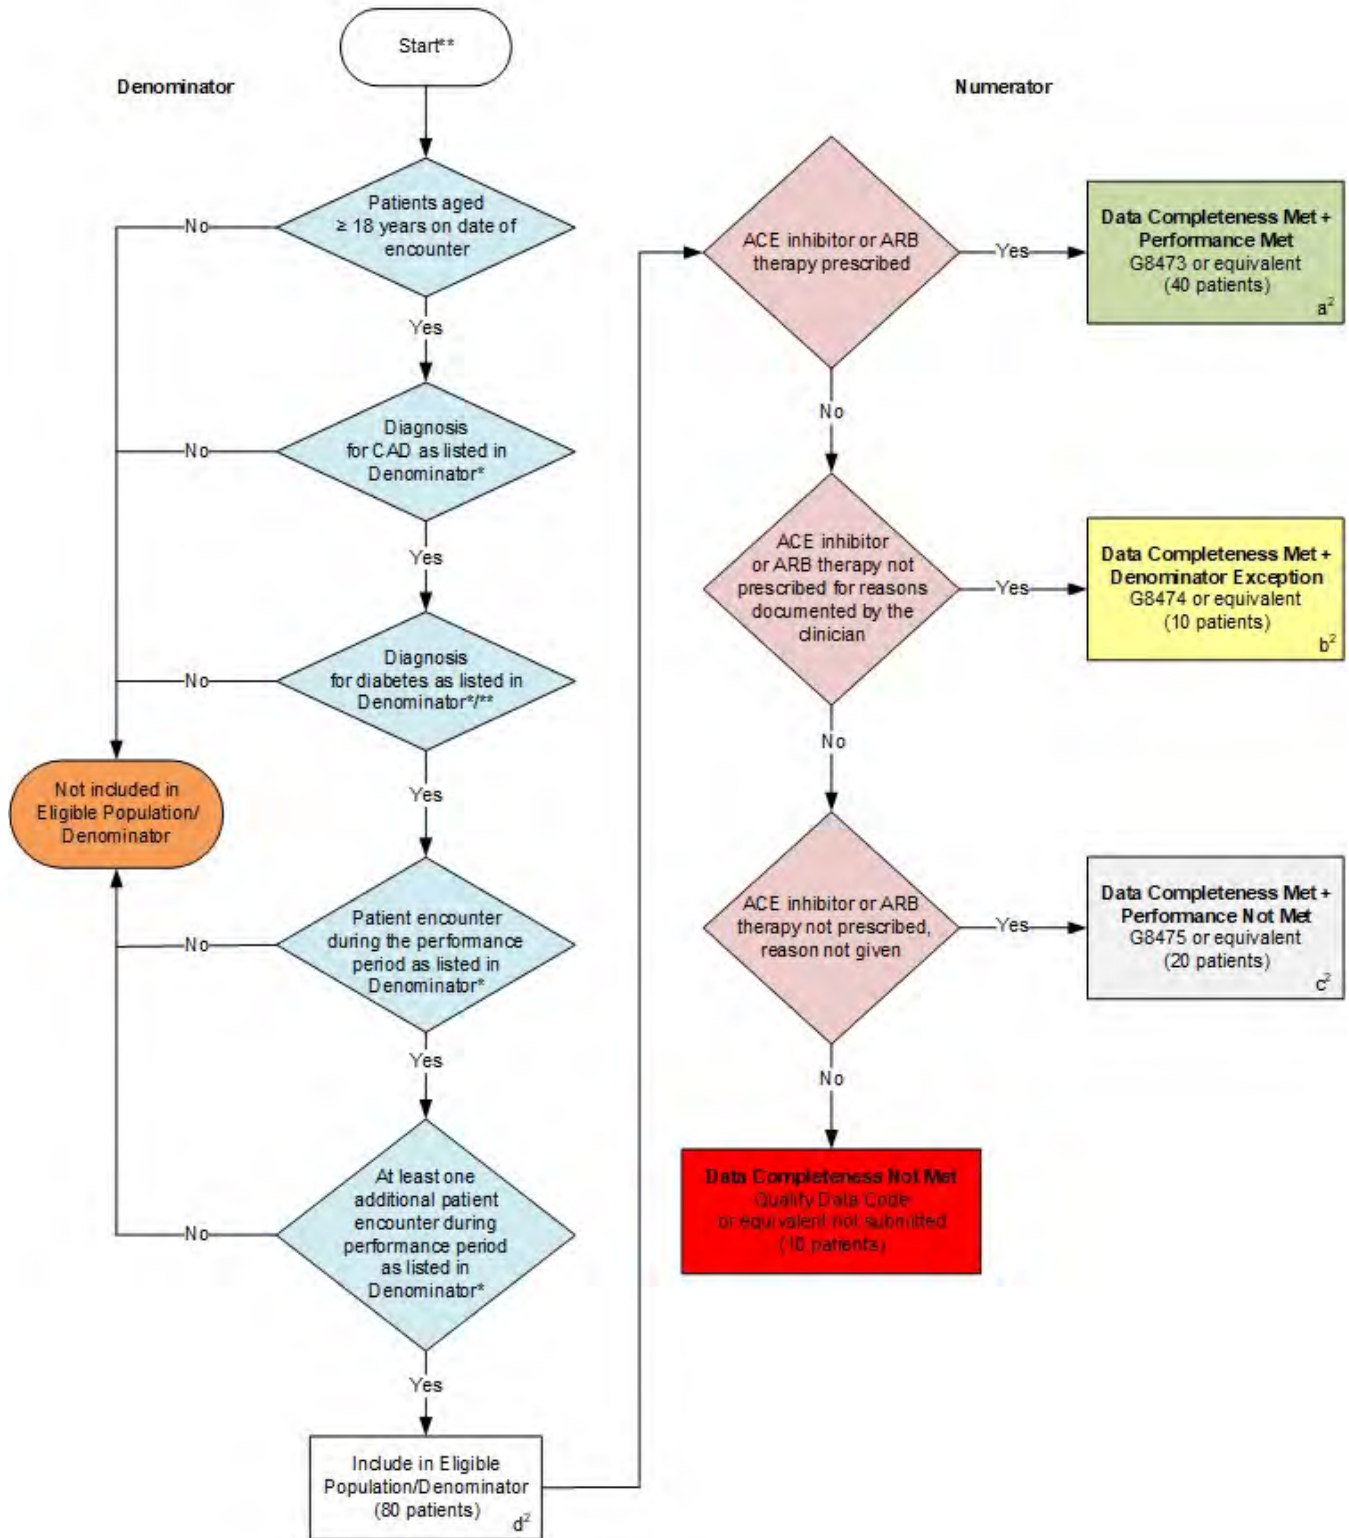 Start**
Denominator
Numerator
Patients aged
≥ 18 years on date of
encounter
No
Yes
Diagnosis
for CAD as listed in
Denominator*
No
Yes
Diagnosis
for diabetes as listed in
Denominator*/**
No
Yes
Not included in
Eligible Population/
Denominator
Patient encounter
during the performance
period as listed in
Denominator*
No
Yes
At least one
additional patient
encounter during
performance period
as listed in
Denominator*
No
Yes
Include in Eligible
Population/Denominator
(80 patients)
d²
ACE inhibitor or ARB
therapy prescribed
Yes
Data Completeness Met +
Performance Met
G8473 or equivalent
(40 patients)
a²
No
ACE inhibitor
or ARB therapy not
prescribed for reasons
documented by the
clinician
Yes
Data Completeness Met +
Denominator Exception
G8474 or equivalent
(10 patients)
b²
No
ACE inhibitor or ARB
therapy not prescribed,
reason not given
Yes
Data Completeness Met +
Performance Not Met
G8475 or equivalent
(20 patients)
c²
No
Data Completeness Not Met
Quality Data Code
or equivalent not submitted
(10 patients)